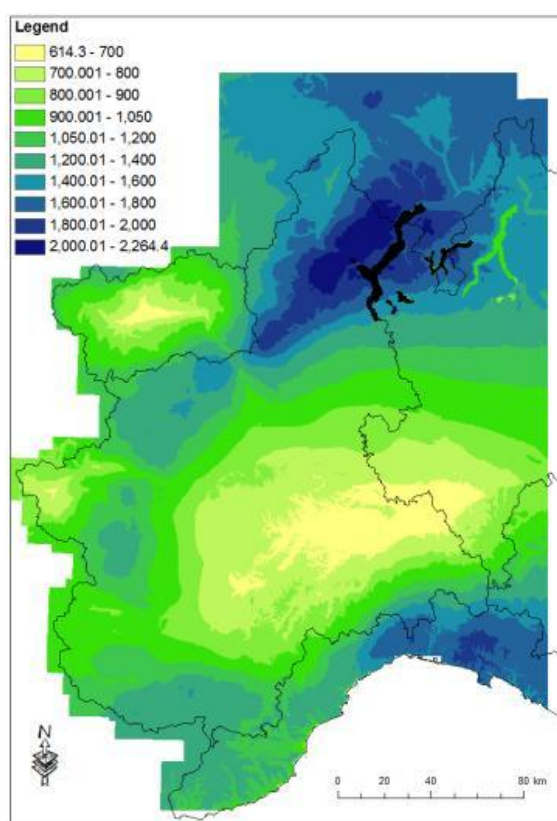 Legend
614.3 - 700
700.001 - 800
800.001 - 900
900.001 - 1,050
1,050.01 - 1,200
1,200.01 - 1,400
1,400.01 - 1,600
1,600.01 - 1,800
1,800.01 - 2,000
2,000.01 - 2,264.4
N
0 20 40 60 80 km